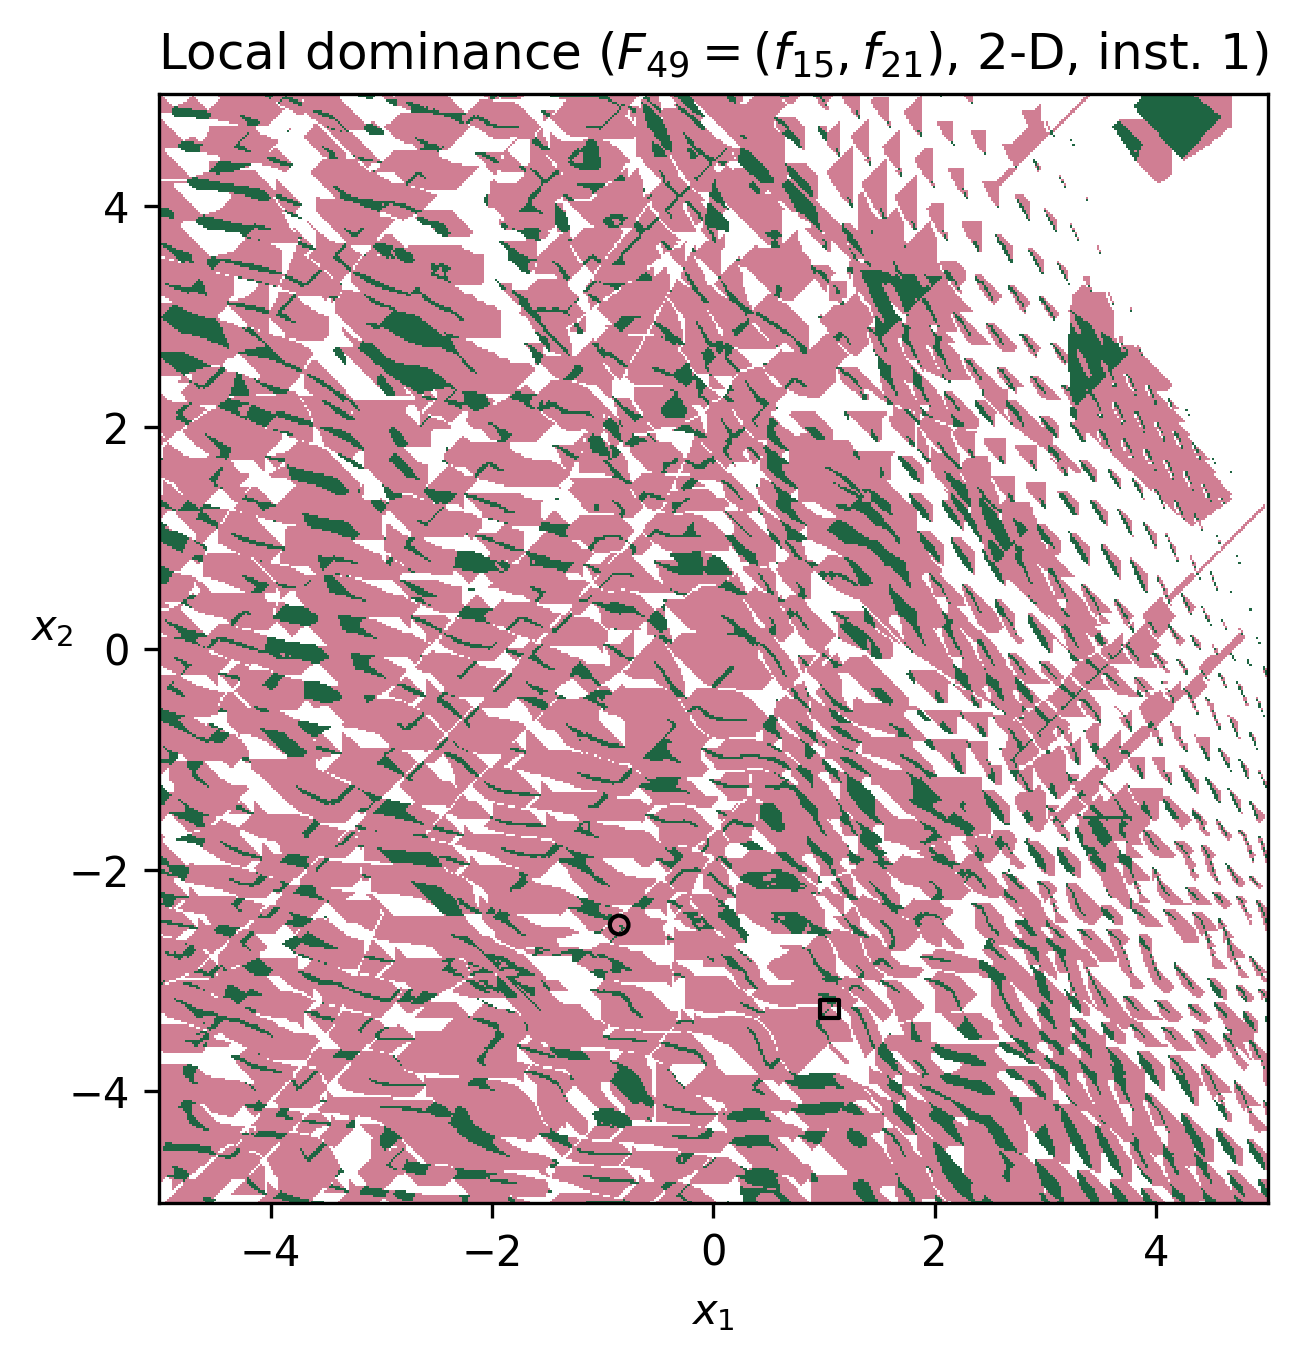 Local dominance (F₄₉ = (f₁₅, f₂₁), 2-D, inst. 1)
4
2
x₂
0
−2
−4
−4 −2 0 2 4
x₁